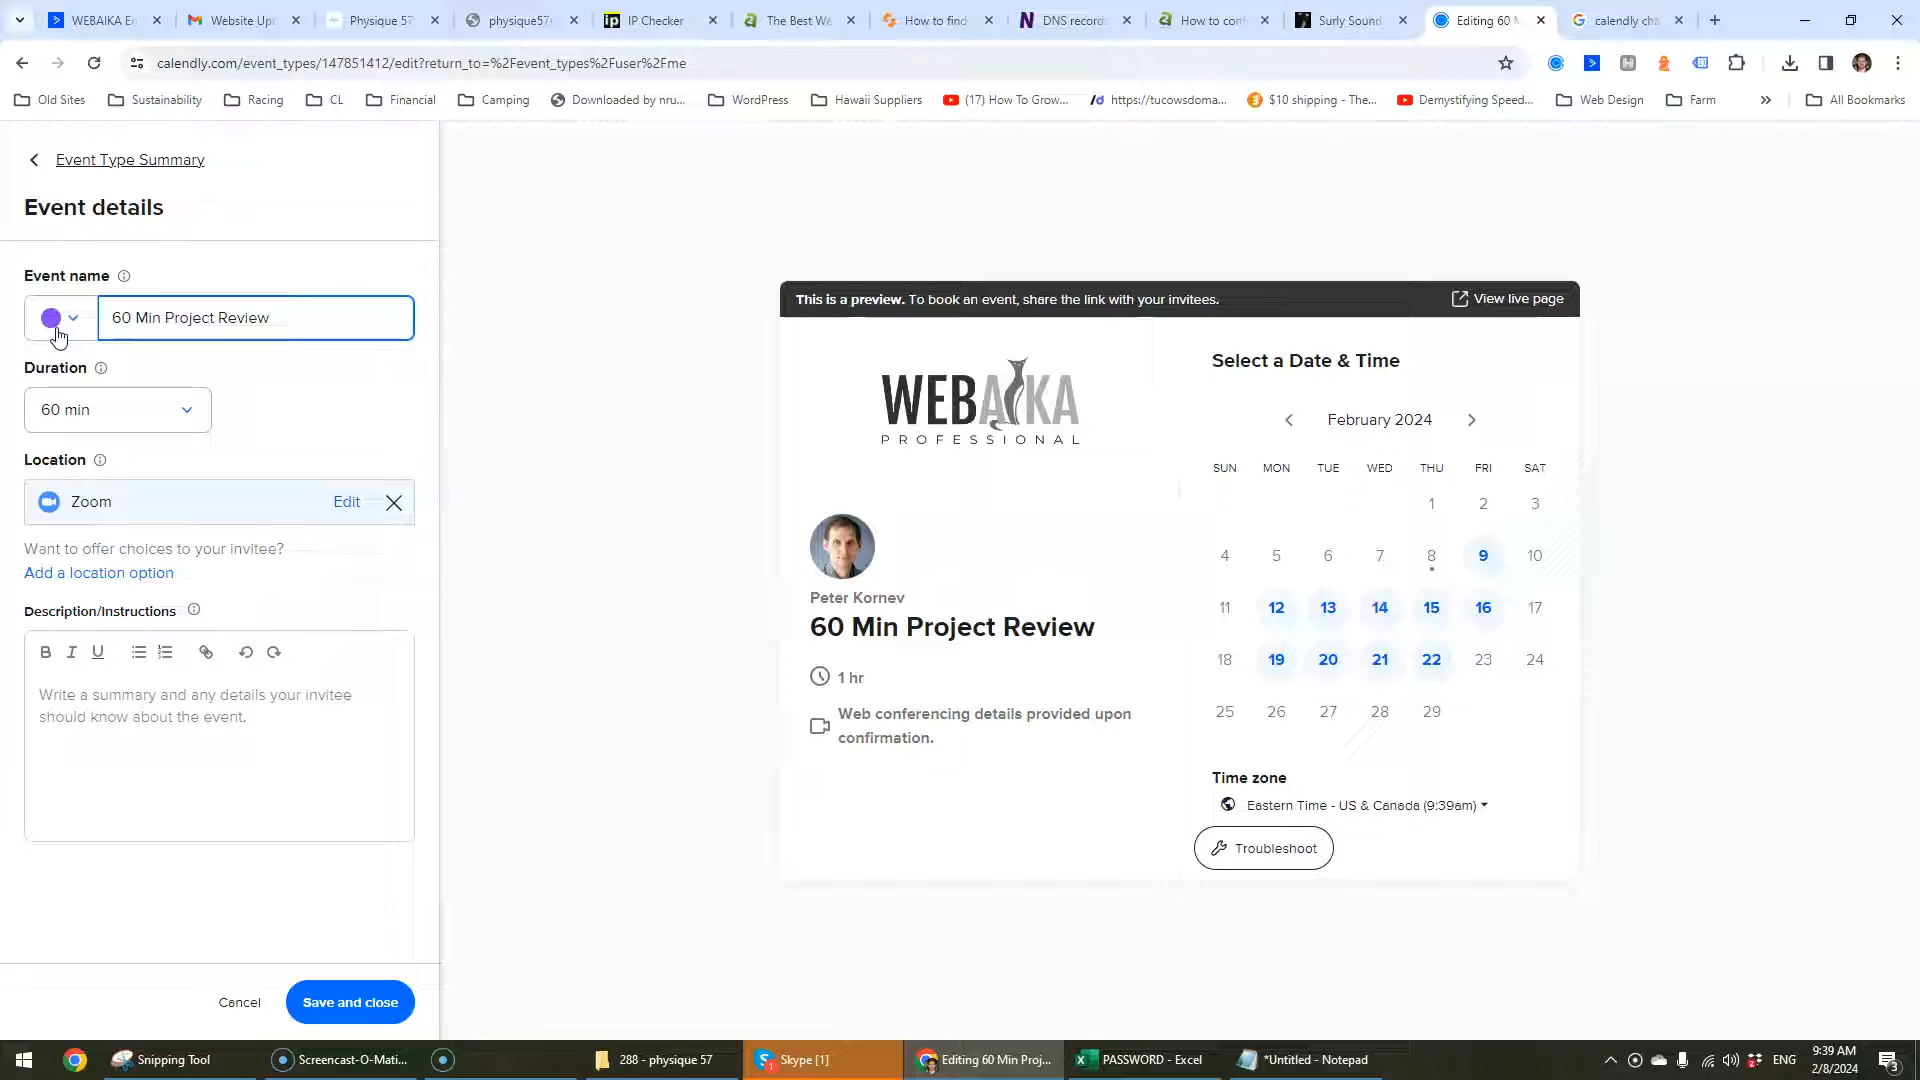 WEBAIKA En
Website Up
Physique 57
physique57
IP Checker
The Best We
How to find
DNS record
How to con
Surly Sound
Editing 60 M
calendly cha
calendly.com/event_types/147851412/edit?return_to=%2Fevent_types%2Fuser%2Fme
Old Sites
Sustainability
Racing
CL
Financial
Camping
Downloaded by nru...
WordPress
Hawaii Suppliers
(17) How To Grow...
https://tucowsdoma...
$10 shipping - The...
Demystifying Speed...
Web Design
Farm
All Bookmarks
Event Type Summary
Event details
Event name
60 Min Project Review
Duration
60 min
Location
Zoom Edit
Want to offer choices to your invitee?
Add a location option
Description/Instructions
B I U
Write a summary and any details your invitee
should know about the event.
Cancel
Save and close
This is a preview. To book an event, share the link with your invitees.
View live page
WEBAIKA
PROFESSIONAL
Peter Kornev
60 Min Project Review
1 hr
Web conferencing details provided upon
confirmation.
Select a Date & Time
February 2024
SUN MON TUE WED THU FRI SAT
1 2 3
4 5 6 7 8 9 10
11 12 13 14 15 16 17
18 19 20 21 22 23 24
25 26 27 28 29
Time zone
Eastern Time - US & Canada (9:39am)
Troubleshoot
Snipping Tool
Screencast-O-Mati...
288 - physique 57
Skype [1]
Editing 60 Min Proj...
PASSWORD - Excel
*Untitled - Notepad
ENG
9:39 AM
2/8/2024
3